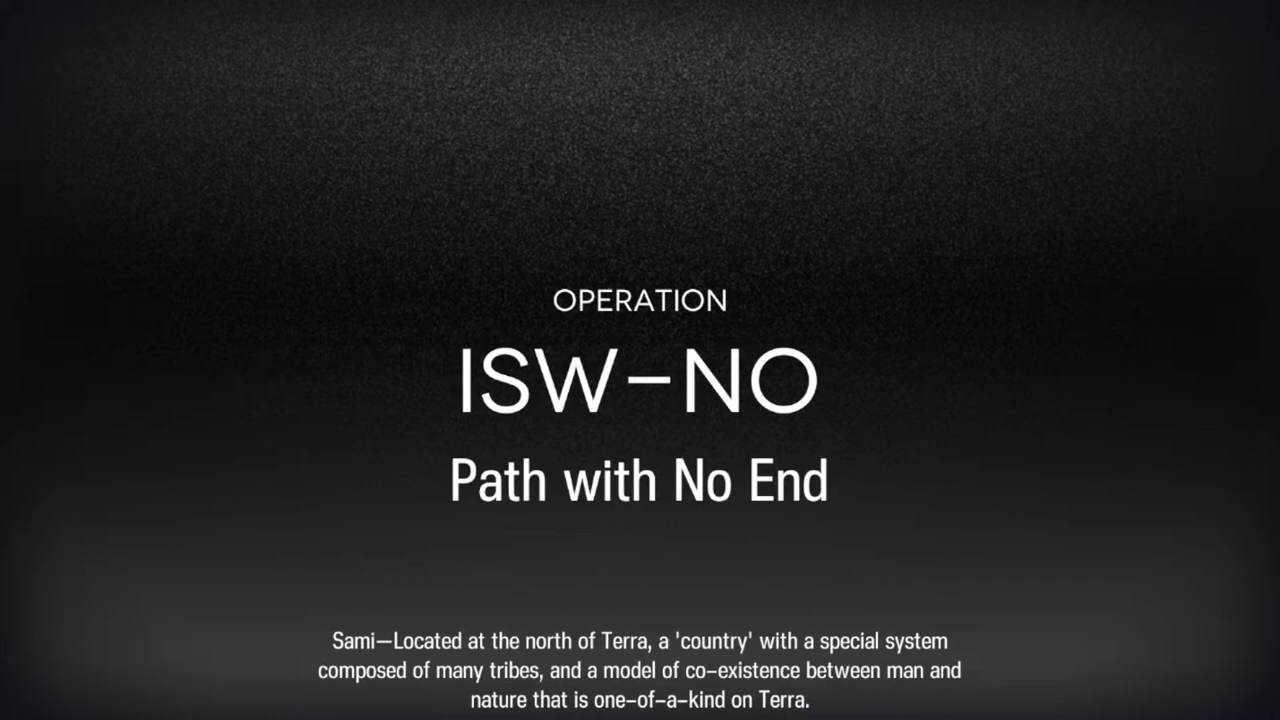 OPERATION
ISW-NO
Path with No End
Sami—Located at the north of Terra, a 'country' with a special system
composed of many tribes, and a model of co-existence between man and
nature that is one-of-a-kind on Terra.